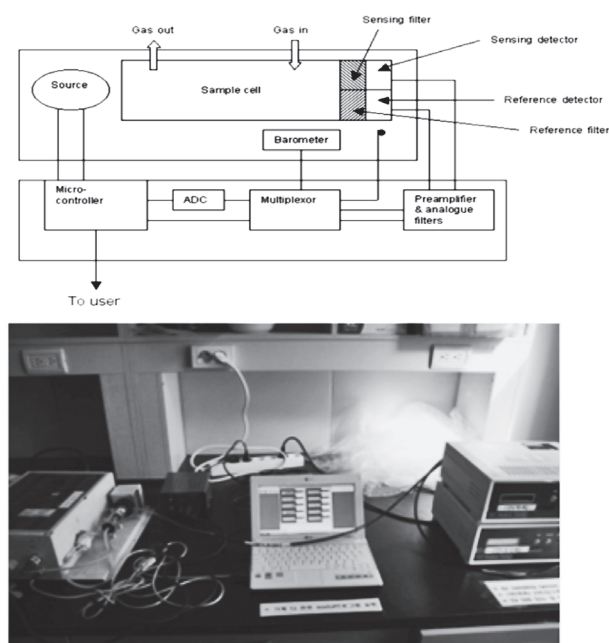 Gas out
Gas in
Sensing filter
Sensing detector
Source
Sample cell
Reference detector
Reference filter
Barometer
Micro-
controller
ADC
Multiplexor
Preamplifier
& analogue
filters
To user